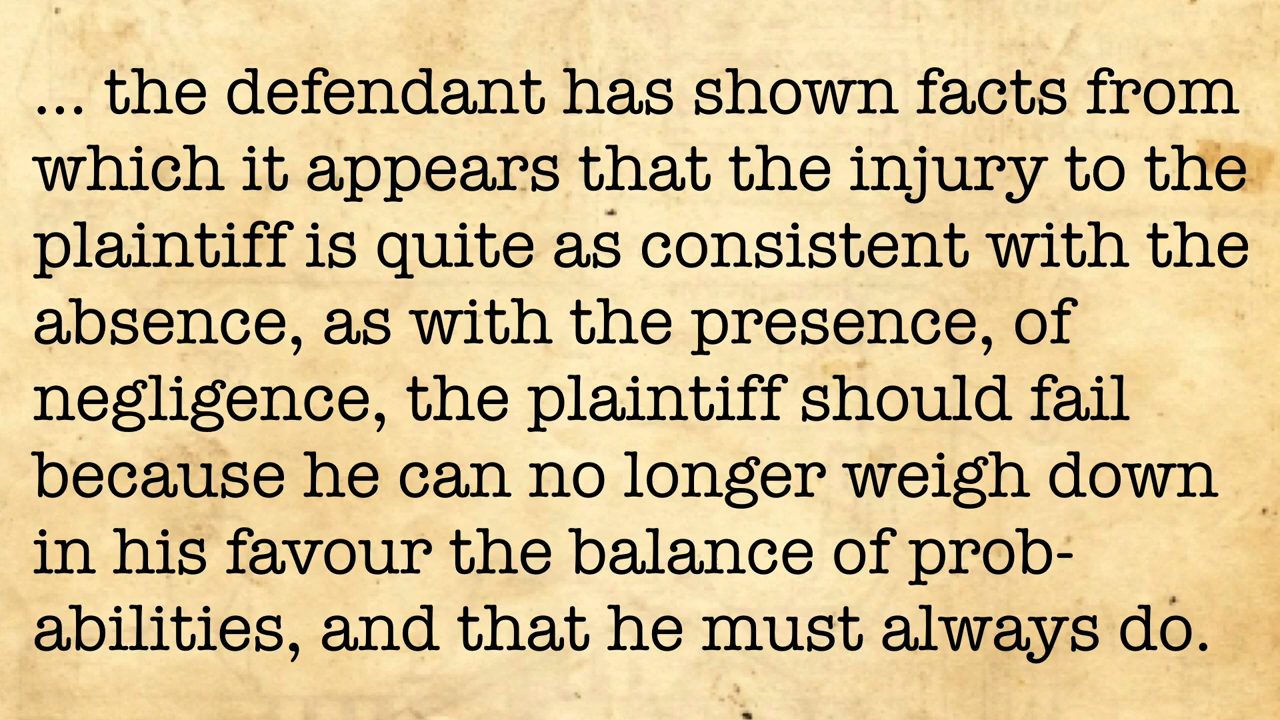 ... the defendant has shown facts from
which it appears that the injury to the
plaintiff is quite as consistent with the
absence, as with the presence, of
negligence, the plaintiff should fail
because he can no longer weigh down
in his favour the balance of prob-
abilities, and that he must always do.